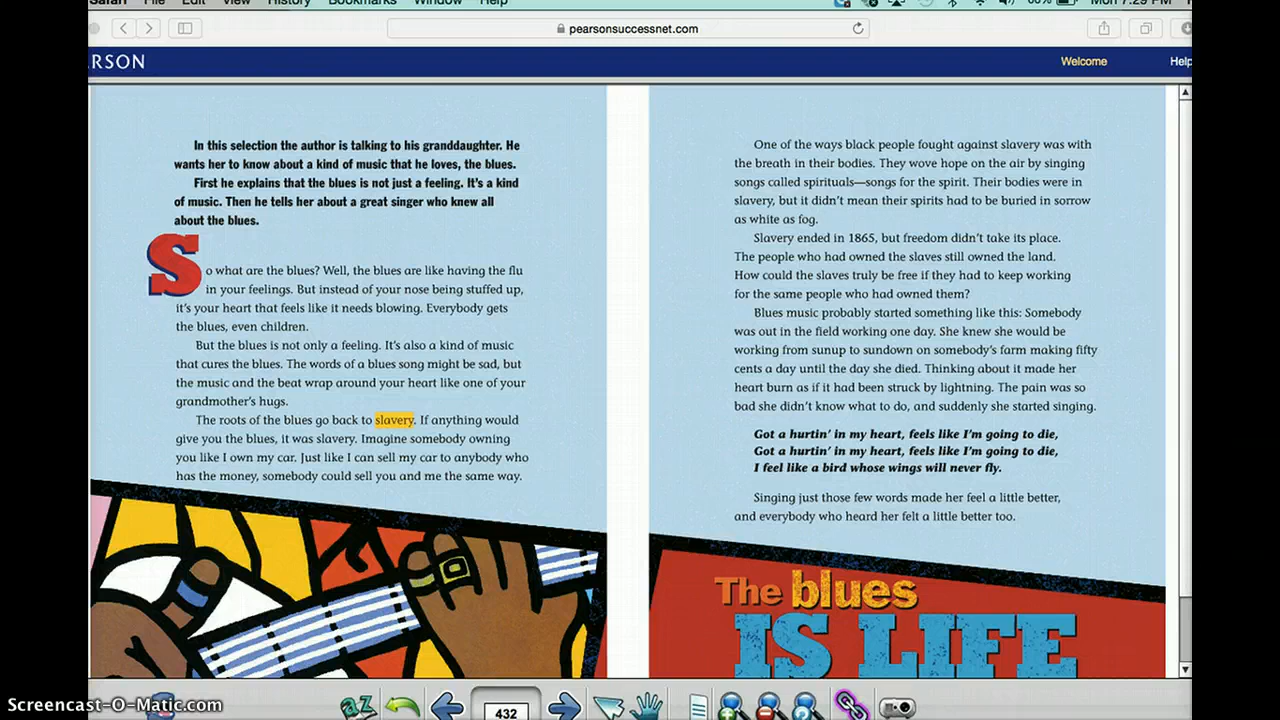 Safari File Edit View History Bookmarks Window Help Mon 7:29 PM
pearsonsuccessnet.com
ARSON Welcome Help
In this selection the author is talking to his granddaughter. He
wants her to know about a kind of music that he loves, the blues.
First he explains that the blues is not just a feeling. It's a kind
of music. Then he tells her about a great singer who knew all
about the blues.
So what are the blues? Well, the blues are like having the flu
in your feelings. But instead of your nose being stuffed up,
it's your heart that feels like it needs blowing. Everybody gets
the blues, even children.
But the blues is not only a feeling. It's also a kind of music
that cures the blues. The words of a blues song might be sad, but
the music and the beat wrap around your heart like one of your
grandmother's hugs.
The roots of the blues go back to slavery. If anything would
give you the blues, it was slavery. Imagine somebody owning
you like I own my car. Just like I can sell my car to anybody who
has the money, somebody could sell you and me the same way.
One of the ways black people fought against slavery was with
the breath in their bodies. They wove hope on the air by singing
songs called spirituals—songs for the spirit. Their bodies were in
slavery, but it didn't mean their spirits had to be buried in sorrow
as white as fog.
Slavery ended in 1865, but freedom didn't take its place.
The people who had owned the slaves still owned the land.
How could the slaves truly be free if they had to keep working
for the same people who had owned them?
Blues music probably started something like this: Somebody
was out in the field working one day. She knew she would be
working from sunup to sundown on somebody's farm making fifty
cents a day until the day she died. Thinking about it made her
heart burn as if it had been struck by lightning. The pain was so
bad she didn't know what to do, and suddenly she started singing.
Got a hurtin' in my heart, feels like I'm going to die,
Got a hurtin' in my heart, feels like I'm going to die,
I feel like a bird whose wings will never fly.
Singing just those few words made her feel a little better,
and everybody who heard her felt a little better too.
The blues
IS LIFE
aZ 432
Screencast-O-Matic.com